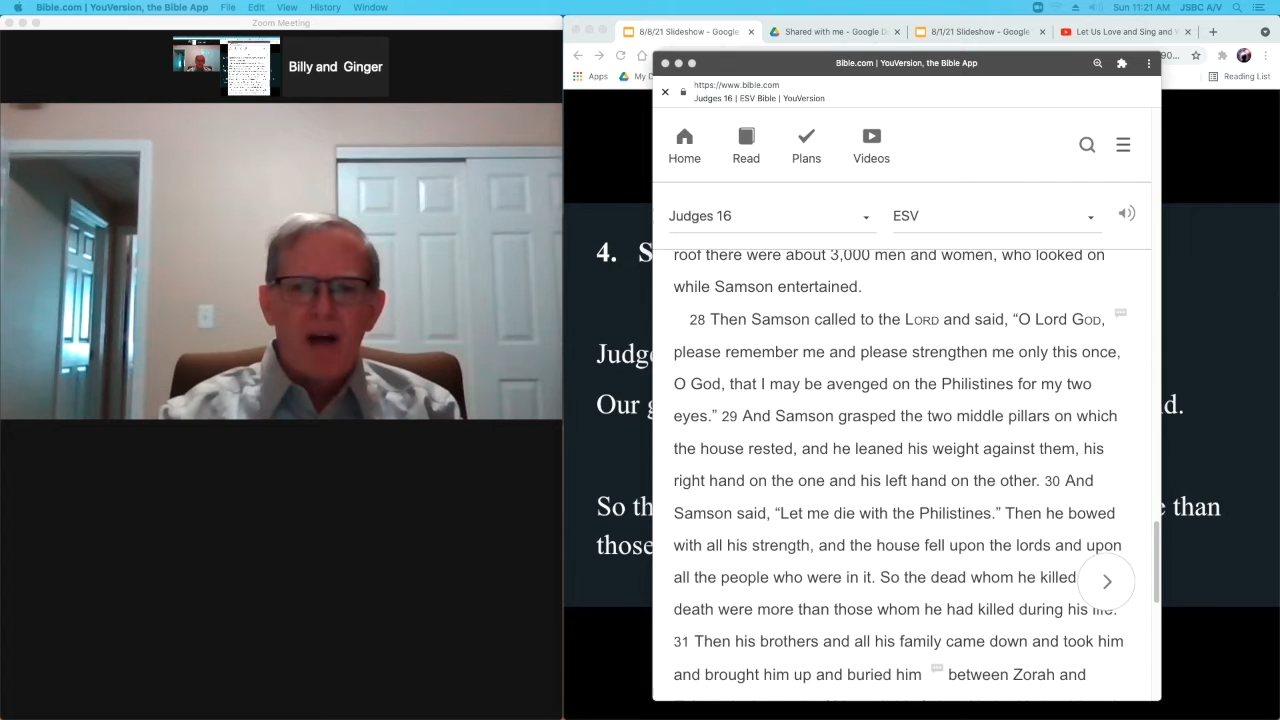 Bible.com | YouVersion, the Bible App File Edit View History Window Sun 11:21 AM JSBC A/V
Zoom Meeting
Billy and Ginger
8/8/21 Slideshow - Google
Shared with me - Google D
8/8/21 Slideshow - Google
Let Up Love and Sing and
Apps
My D
Reading List
Bible.com | YouVersion, the Bible App
https://www.bible.com
Judges 16 | ESV Bible | YouVersion
Home Read Plans Videos
Judges 16 ESV
roof there were about 3,000 men and women, who looked on
while Samson entertained.
28 Then Samson called to the LORD and said, “O Lord GOD,
please remember me and please strengthen me only this once,
O God, that I may be avenged on the Philistines for my two
eyes.” 29 And Samson grasped the two middle pillars on which
the house rested, and he leaned his weight against them, his
right hand on the one and his left hand on the other. 30 And
Samson said, “Let me die with the Philistines.” Then he bowed
with all his strength, and the house fell upon the lords and upon
all the people who were in it. So the dead whom he killed
death were more than those whom he had killed during his life.
31 Then his brothers and all his family came down and took him
and brought him up and buried him between Zorah and
4. S
Judge
Our g
d.
So th
e than
those